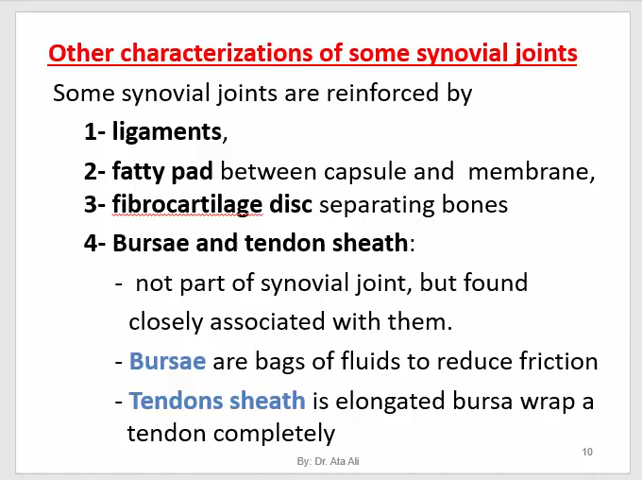 Other characterizations of some synovial joints
Some synovial joints are reinforced by
1- ligaments,
2- fatty pad between capsule and membrane,
3- fibrocartilage disc separating bones
4- Bursae and tendon sheath:
- not part of synovial joint, but found
closely associated with them.
- Bursae are bags of fluids to reduce friction
- Tendons sheath is elongated bursa wrap a
tendon completely
10
By: Dr. Ata Ali